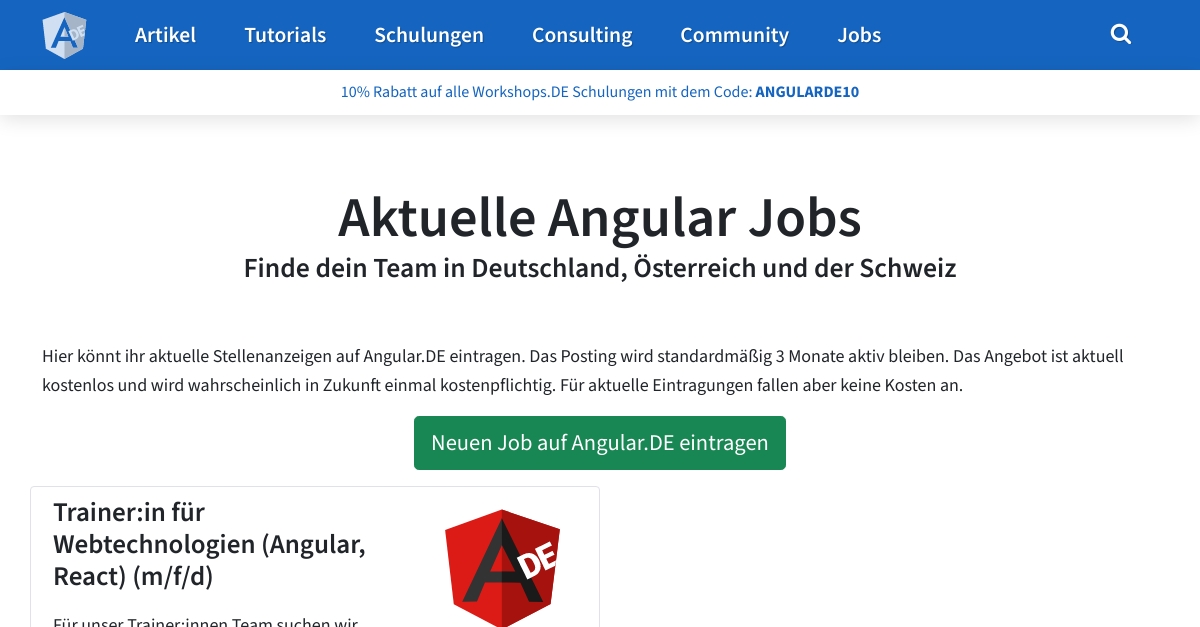 A DE
Artikel Tutorials Schulungen Consulting Community Jobs
10% Rabatt auf alle Workshops.DE Schulungen mit dem Code: ANGULARDE10
Aktuelle Angular Jobs
Finde dein Team in Deutschland, Österreich und der Schweiz
Hier könnt ihr aktuelle Stellenanzeigen auf Angular.DE eintragen. Das Posting wird standardmäßig 3 Monate aktiv bleiben. Das Angebot ist aktuell
kostenlos und wird wahrscheinlich in Zukunft einmal kostenpflichtig. Für aktuelle Eintragungen fallen aber keine Kosten an.
Neuen Job auf Angular.DE eintragen
Trainer:in für
Webtechnologien (Angular,
React) (m/f/d)
A DE
Für unser Trainer:innen Team suchen wir